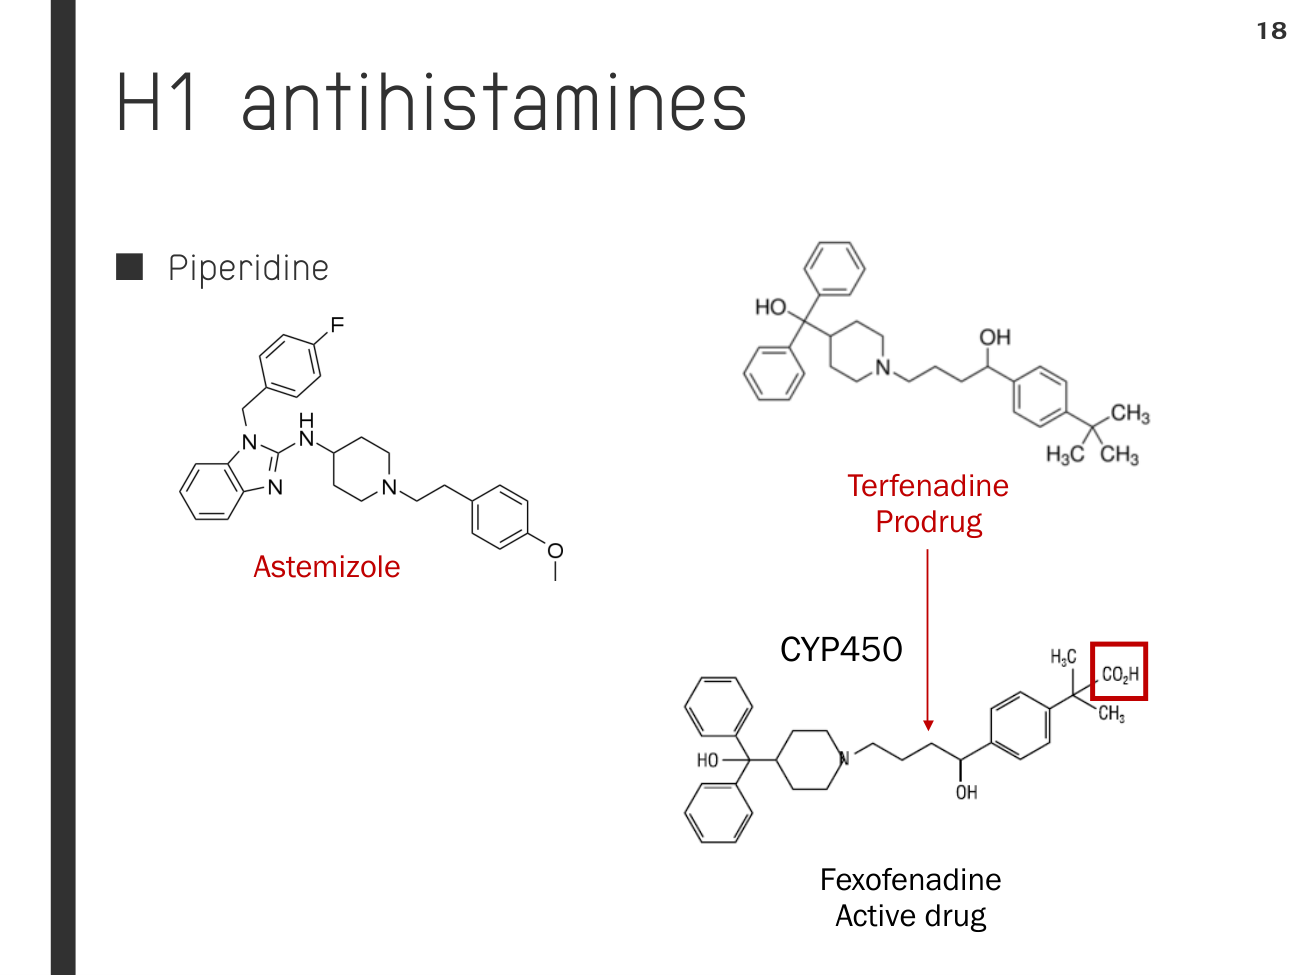 18
H1 antihistamines
■ Piperidine
F
H
N
N
N
N
O
Astemizole
HO
OH
N
CH₃
H₃C CH₃
Terfenadine
Prodrug
CYP450
H₃C
CO₂H
CH₃
HO
N
OH
Fexofenadine
Active drug